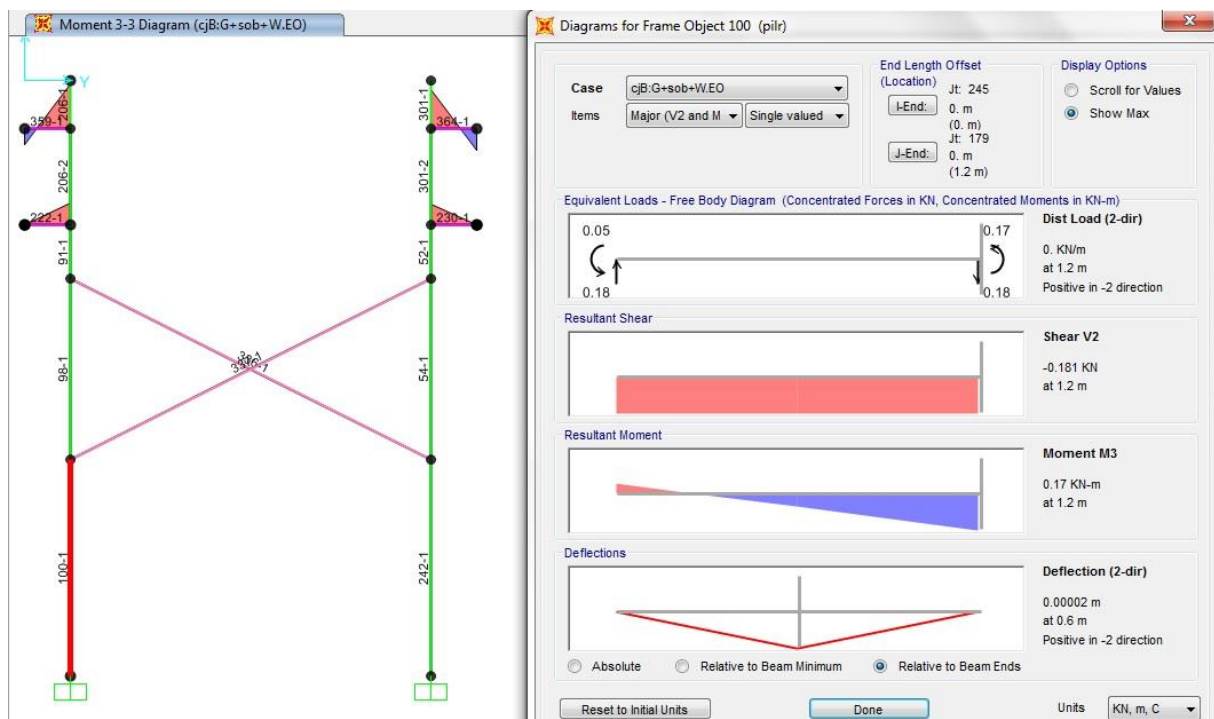 Moment 3-3 Diagram (cjB:G+sob+W.EO)
Y
206-1
359-1
206-2
222-1
91-1
98-1
100-1
301-1
364-1
301-2
230-1
52-1
54-1
242-1
Diagrams for Frame Object 100 (pilr)
x
Case
cjB:G+sob+W.EO
Items
Major (V2 and M
Single valued
End Length Offset
(Location)
Jt: 245
I-End:
0. m
(0. m)
Jt: 179
J-End:
0. m
(1.2 m)
Display Options
Scroll for Values
Show Max
Equivalent Loads - Free Body Diagram (Concentrated Forces in KN, Concentrated Moments in KN-m)
0.05
0.17
0.18
0.18
Dist Load (2-dir)
0. KN/m
at 1.2 m
Positive in -2 direction
Resultant Shear
Shear V2
-0.181 KN
at 1.2 m
Resultant Moment
Moment M3
0.17 KN-m
at 1.2 m
Deflections
Deflection (2-dir)
0.00002 m
at 0.6 m
Positive in -2 direction
Absolute
Relative to Beam Minimum
Relative to Beam Ends
Reset to Initial Units
Done
Units
KN, m, C